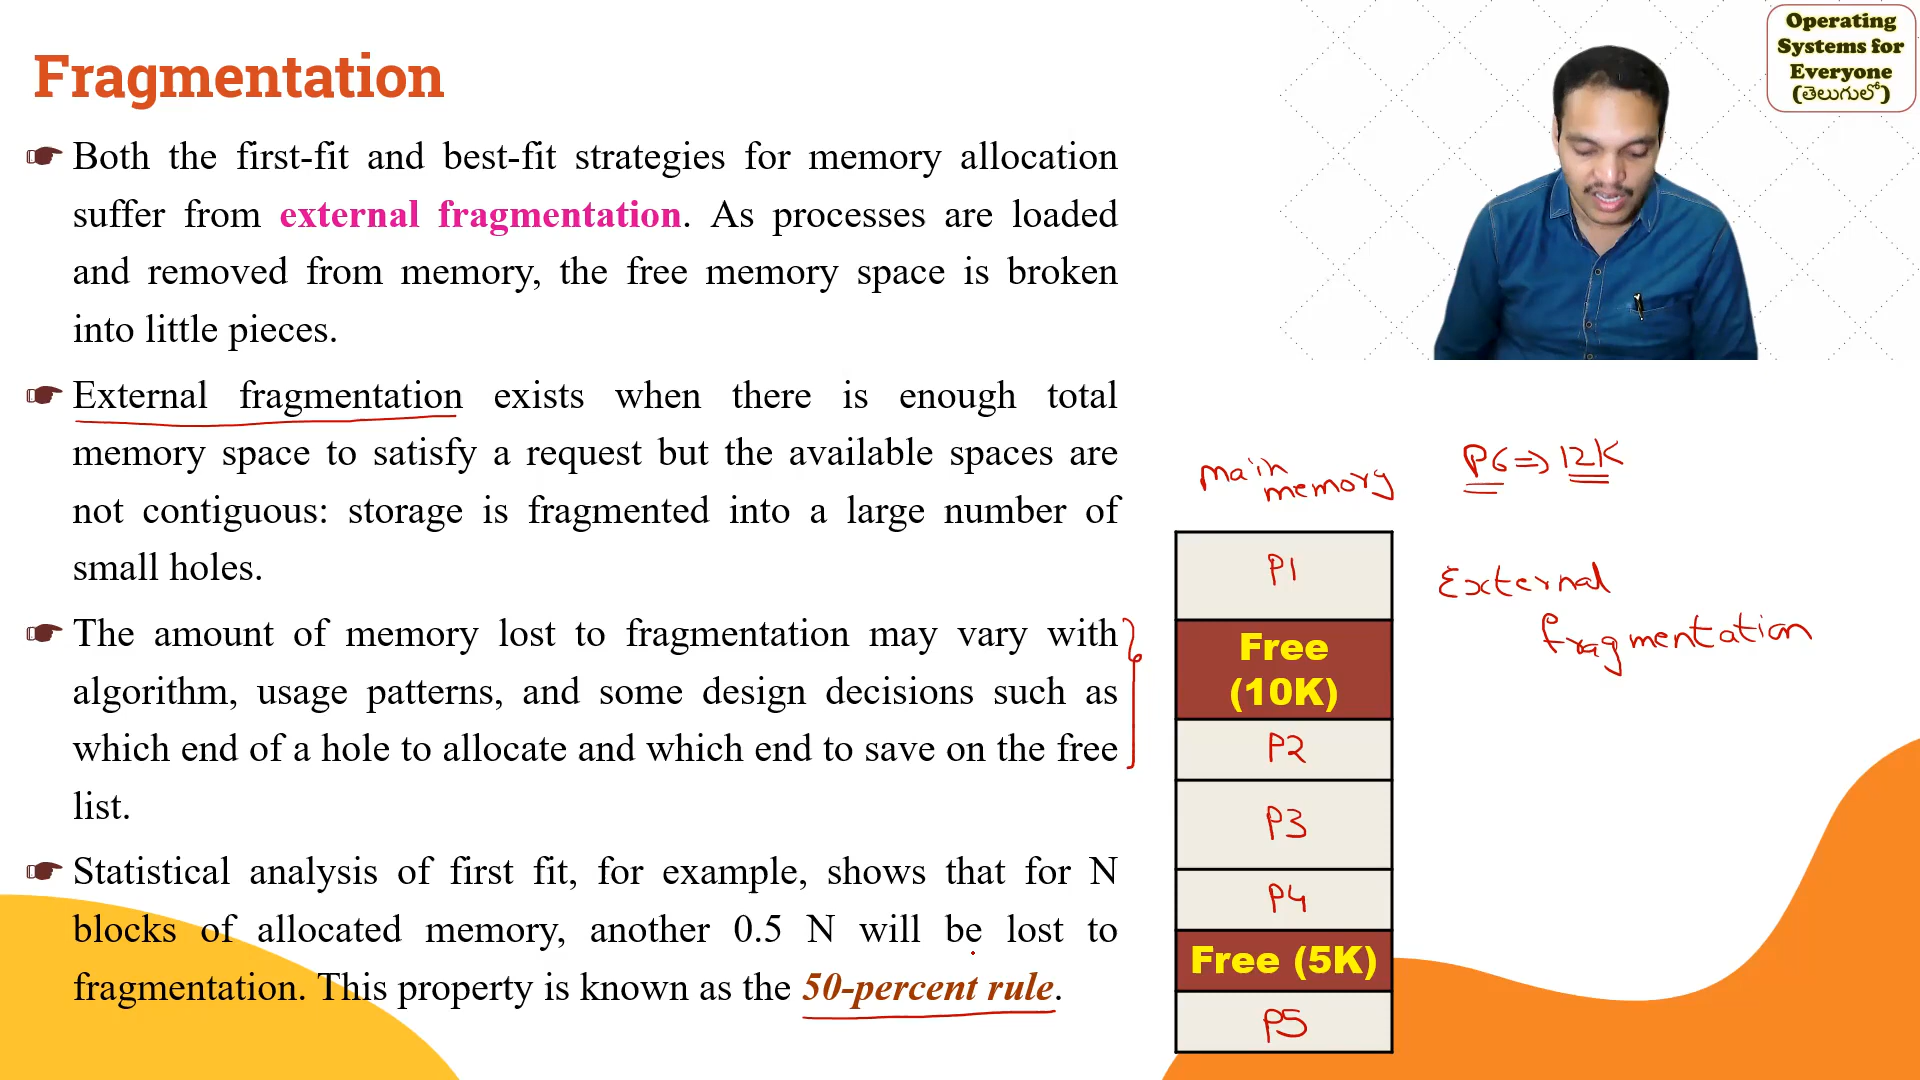 Fragmentation
Both the first-fit and best-fit strategies for memory allocation
suffer from external fragmentation. As processes are loaded
and removed from memory, the free memory space is broken
into little pieces.
External fragmentation exists when there is enough total
memory space to satisfy a request but the available spaces are
not contiguous: storage is fragmented into a large number of
small holes.
The amount of memory lost to fragmentation may vary with
algorithm, usage patterns, and some design decisions such as
which end of a hole to allocate and which end to save on the free
list.
Statistical analysis of first fit, for example, shows that for N
blocks of allocated memory, another 0.5 N will be lost to
fragmentation. This property is known as the 50-percent rule.
Operating
Systems for
Everyone
(తెలుగులో)
main
memory
P6 => 12K
P1
Free
(10K)
P2
P3
P4
Free (5K)
P5
External
fragmentation